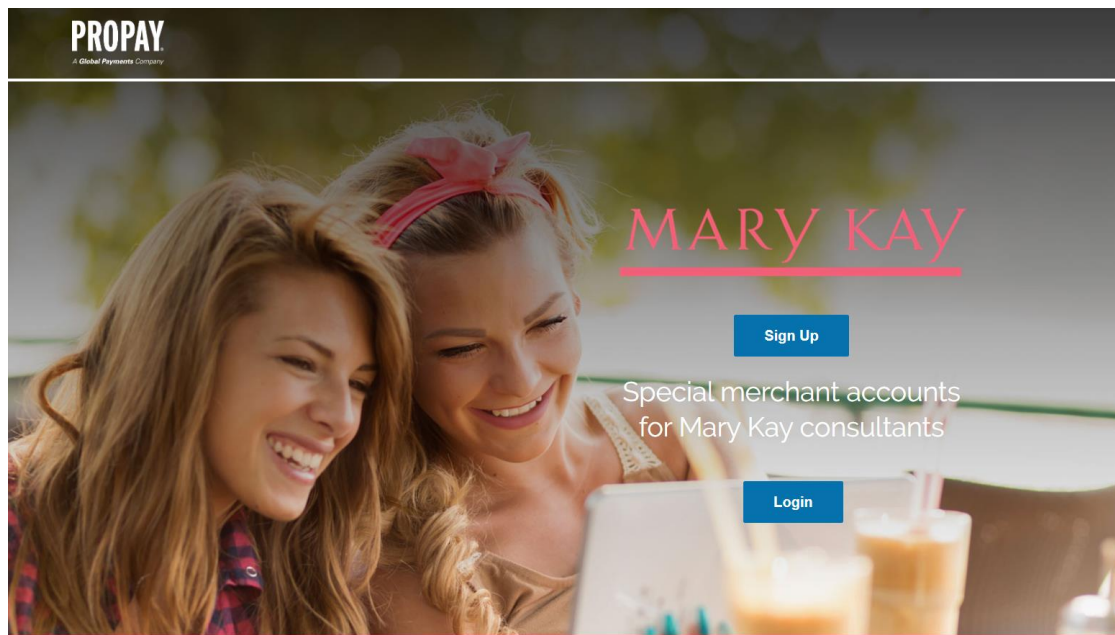 PROPAY.
A Global Payments Company
MARY KAY
Sign Up
Special merchant accounts
for Mary Kay consultants
Login